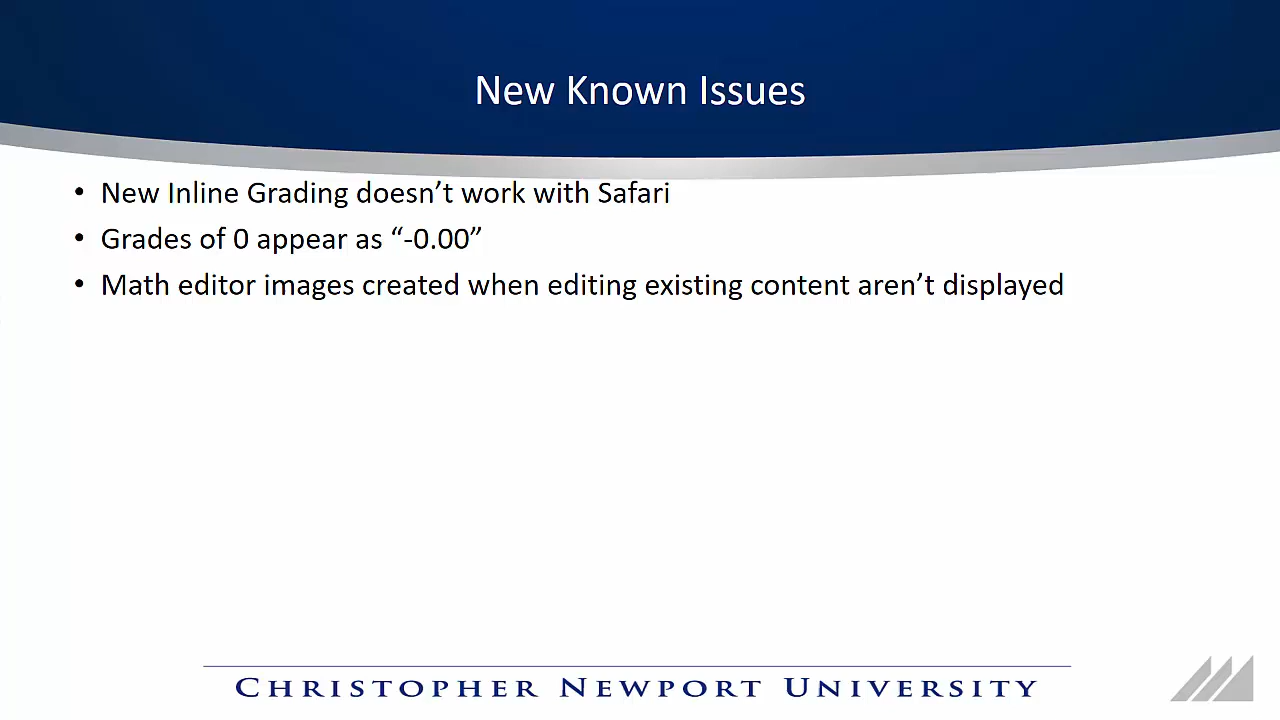 New Known Issues
• New Inline Grading doesn’t work with Safari
• Grades of 0 appear as “-0.00”
• Math editor images created when editing existing content aren’t displayed
CHRISTOPHER NEWPORT UNIVERSITY